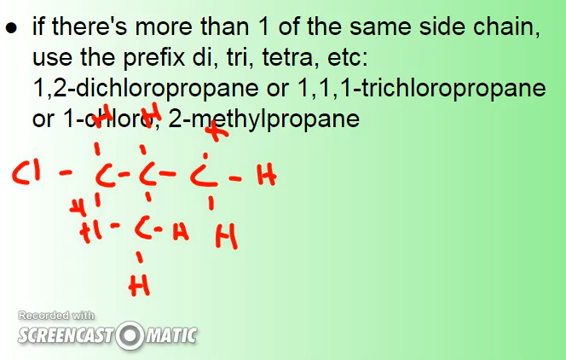 ● if there's more than 1 of the same side chain,
use the prefix di, tri, tetra, etc:
1,2-dichloropropane or 1,1,1-trichloropropane
or 1-chloro, 2-methylpropane
H H H
Cl - C - C - C - H
H
H - C - H H
H
Recorded with
SCREENCAST O MATIC